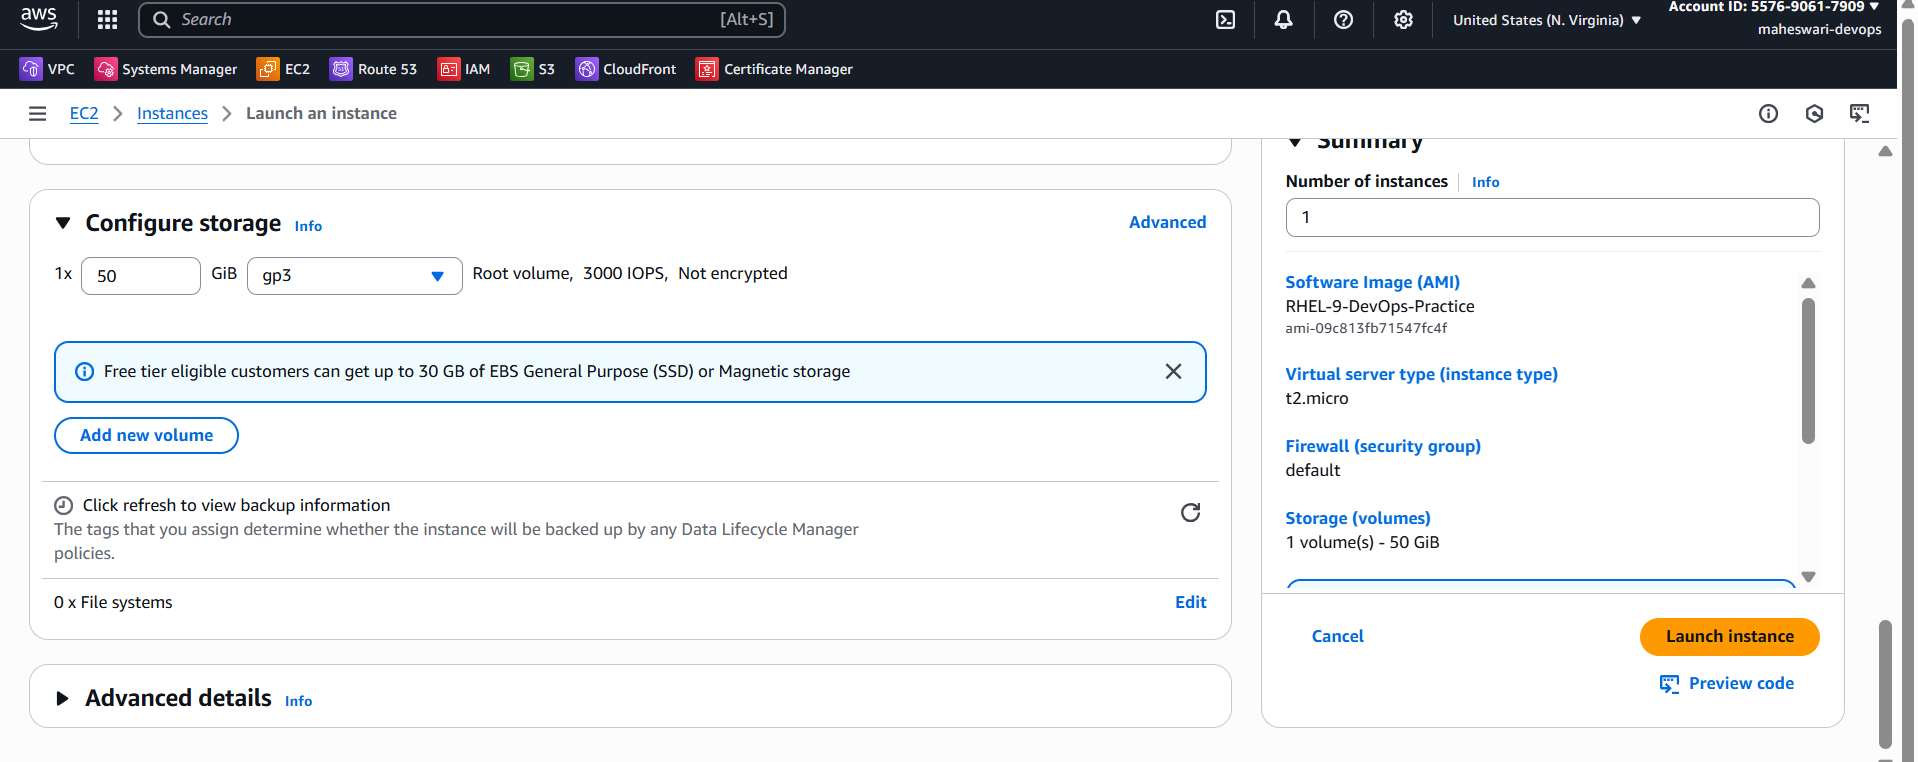 aws
Search
[Alt+S]
United States (N. Virginia)
Account ID: 5576-9061-7909
maheswari-devops
VPC
Systems Manager
EC2
Route 53
IAM
S3
CloudFront
Certificate Manager
EC2
Instances
Launch an instance
Configure storage Info
Advanced
1x 50 GiB gp3 Root volume, 3000 IOPS, Not encrypted
Free tier eligible customers can get up to 30 GB of EBS General Purpose (SSD) or Magnetic storage
Add new volume
Click refresh to view backup information
The tags that you assign determine whether the instance will be backed up by any Data Lifecycle Manager
policies.
0 x File systems
Edit
Advanced details Info
Summary
Number of instances Info
1
Software Image (AMI)
RHEL-9-DevOps-Practice
ami-09c813fb71547fc4f
Virtual server type (instance type)
t2.micro
Firewall (security group)
default
Storage (volumes)
1 volume(s) - 50 GiB
Cancel
Launch instance
Preview code